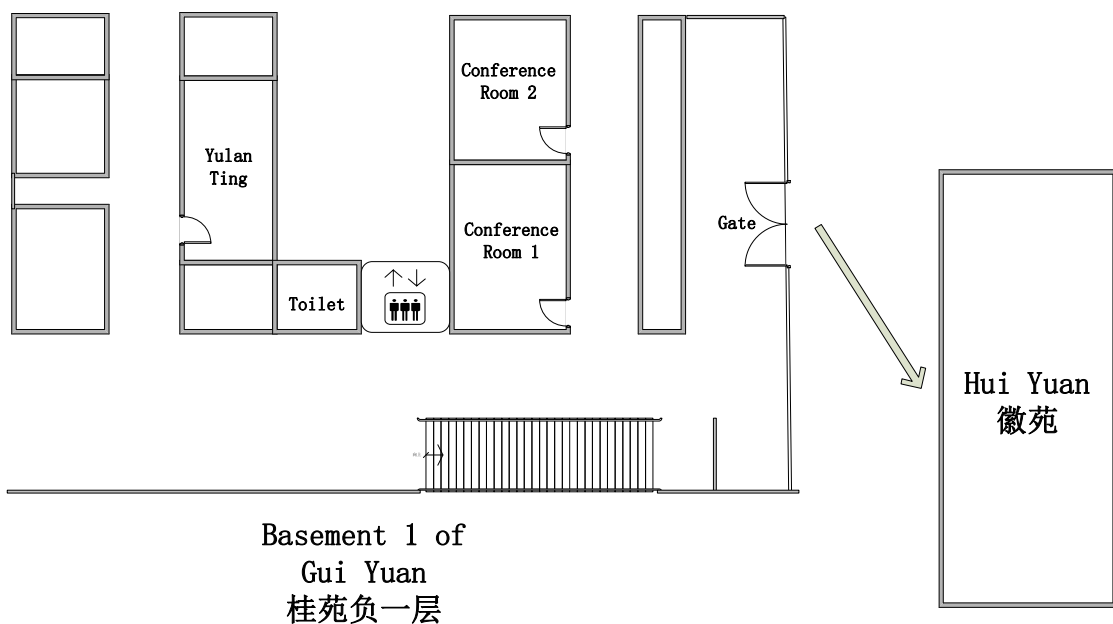 Conference
Room 2
Yulan
Ting
Conference
Room 1
Gate
Toilet
Hui Yuan
徽苑
Basement 1 of
Gui Yuan
桂苑负一层